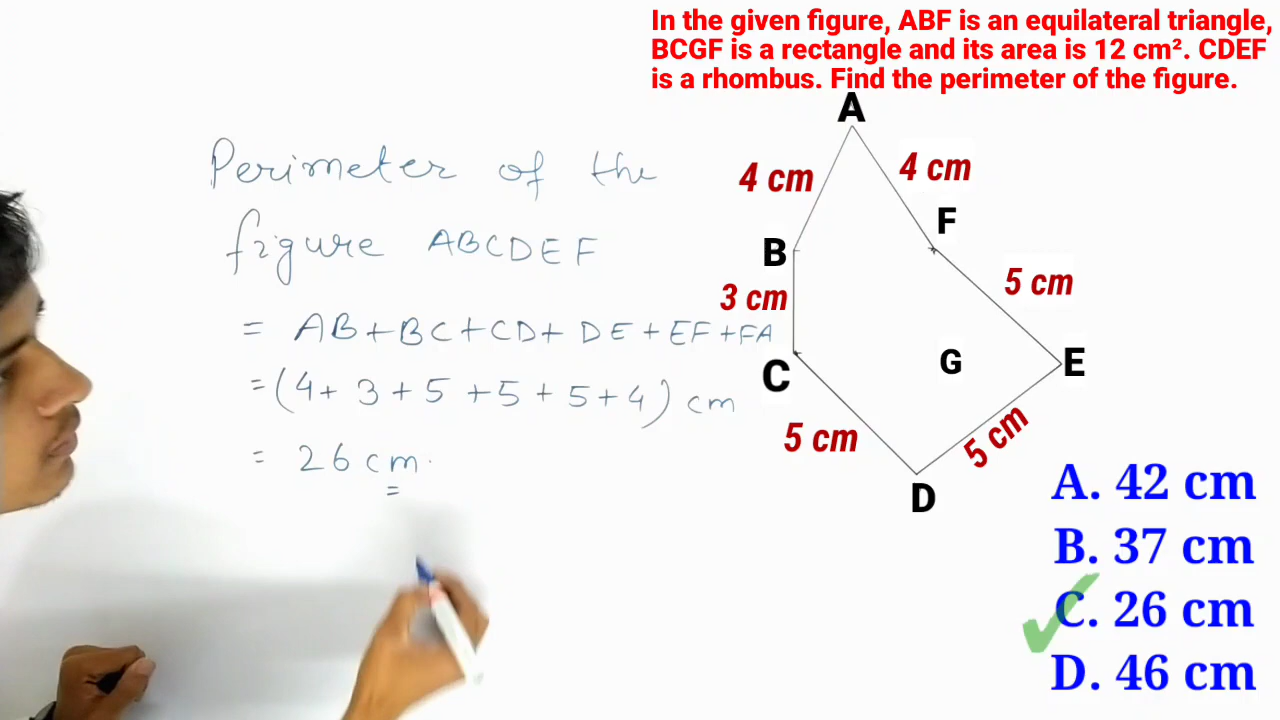 In the given figure, ABF is an equilateral triangle,
BCGF is a rectangle and its area is 12 cm². CDEF
is a rhombus. Find the perimeter of the figure.
Perimeter of the
figure ABCDEF
= AB+BC+CD+DE+EF+FA
=(4+3+5+5+5+4) cm
= 26 cm.
A
4 cm
4 cm
F
B
5 cm
3 cm
G
E
C
5 cm
5 cm
D
A. 42 cm
B. 37 cm
C. 26 cm
D. 46 cm